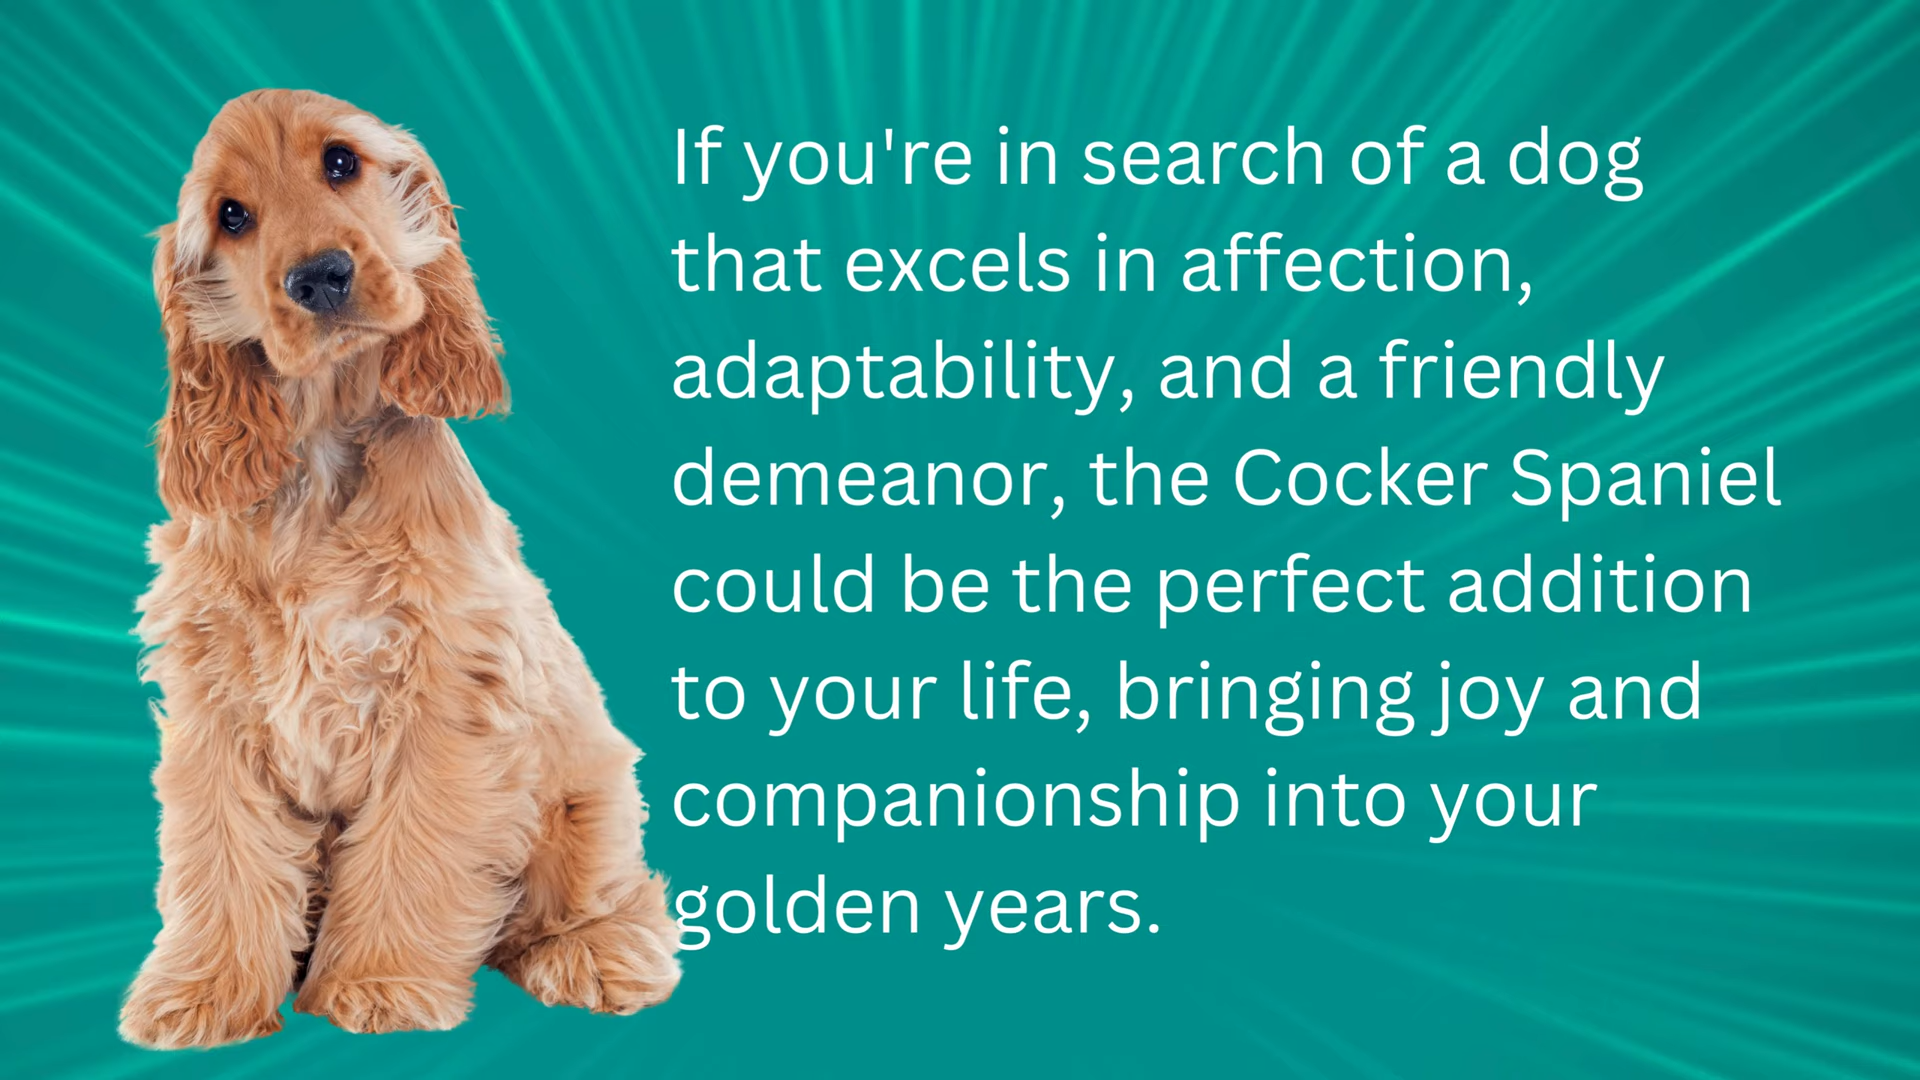 If you're in search of a dog
that excels in affection,
adaptability, and a friendly
demeanor, the Cocker Spaniel
could be the perfect addition
to your life, bringing joy and
companionship into your
golden years.